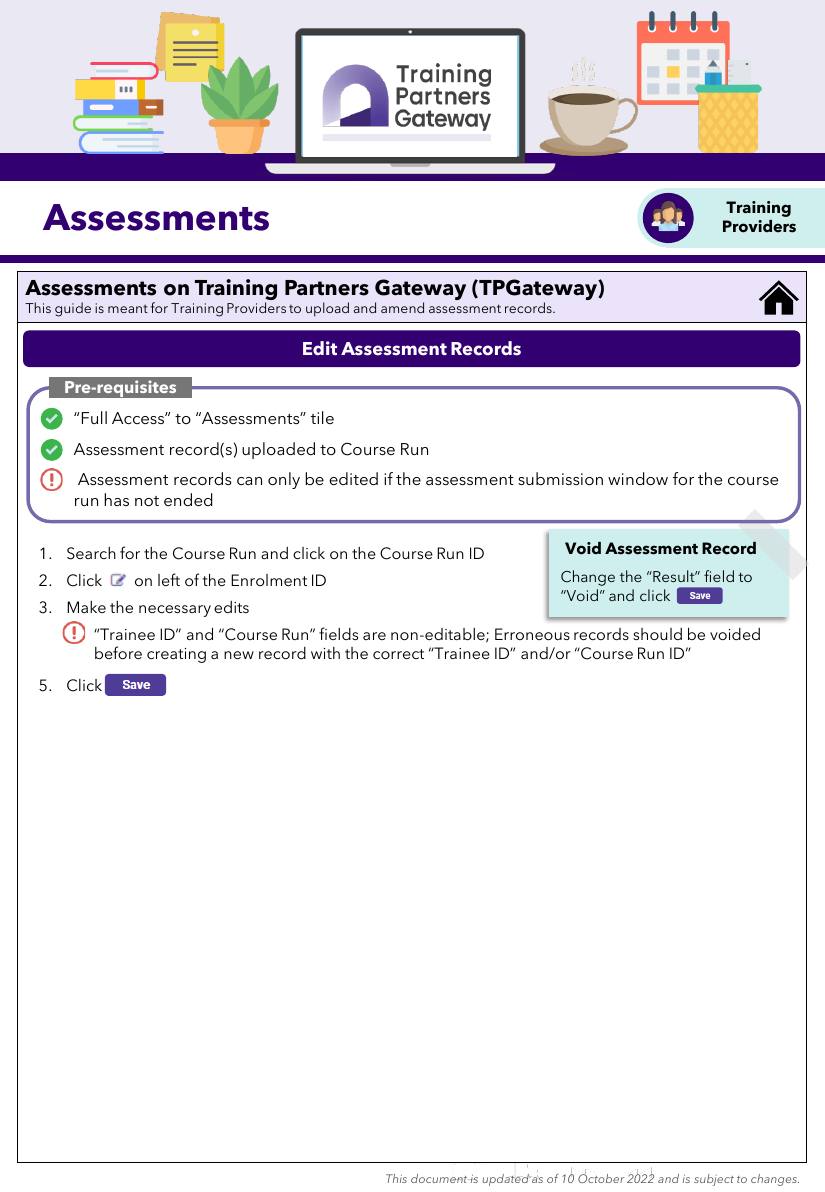 Training
Partners
Gateway
Assessments
Training
Providers
Assessments on Training Partners Gateway (TPGateway)
This guide is meant for Training Providers to upload and amend assessment records.
Edit Assessment Records
Pre-requisites
“Full Access” to “Assessments” tile
Assessment record(s) uploaded to Course Run
Assessment records can only be edited if the assessment submission window for the course
run has not ended
1. Search for the Course Run and click on the Course Run ID
2. Click on left of the Enrolment ID
3. Make the necessary edits
Void Assessment Record
Change the “Result” field to
“Void” and click Save
“Trainee ID” and “Course Run” fields are non-editable; Erroneous records should be voided
before creating a new record with the correct “Trainee ID” and/or “Course Run ID”
5. Click Save
This document is updated as of 10 October 2022 and is subject to changes.